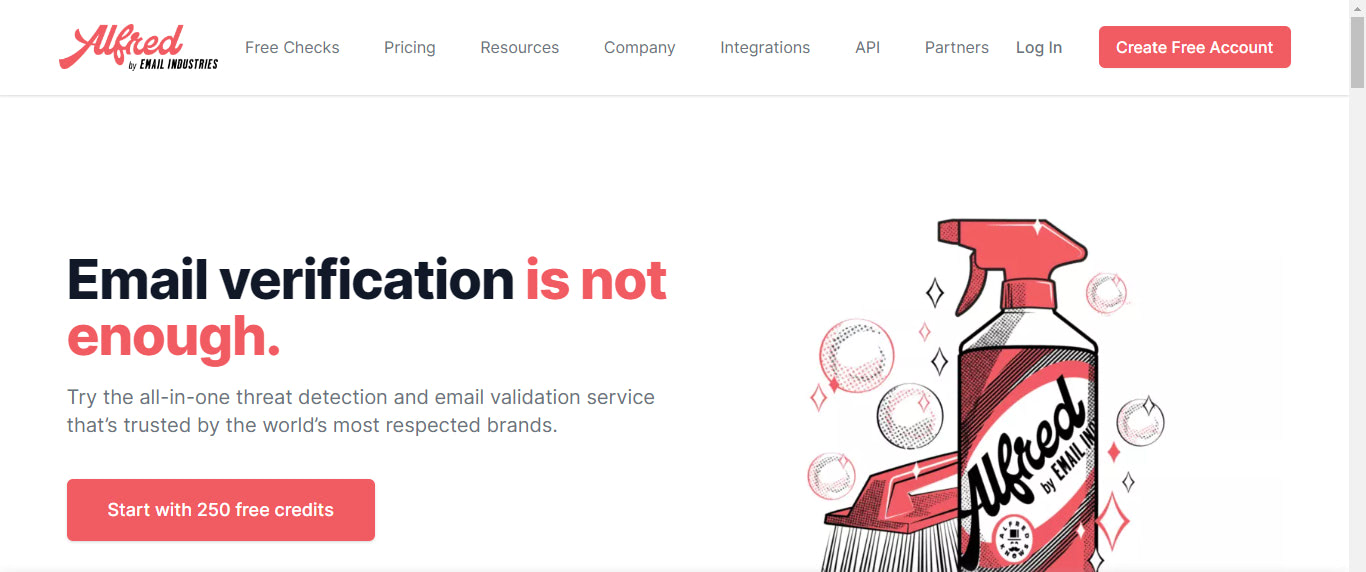 Alfred
by EMAIL INDUSTRIES
Free Checks
Pricing
Resources
Company
Integrations
API
Partners
Log In
Create Free Account
Email verification is not
enough.
Try the all-in-one threat detection and email validation service
that’s trusted by the world’s most respected brands.
Start with 250 free credits
Alfred
by EMAIL IN
ALFRED
KNOWS